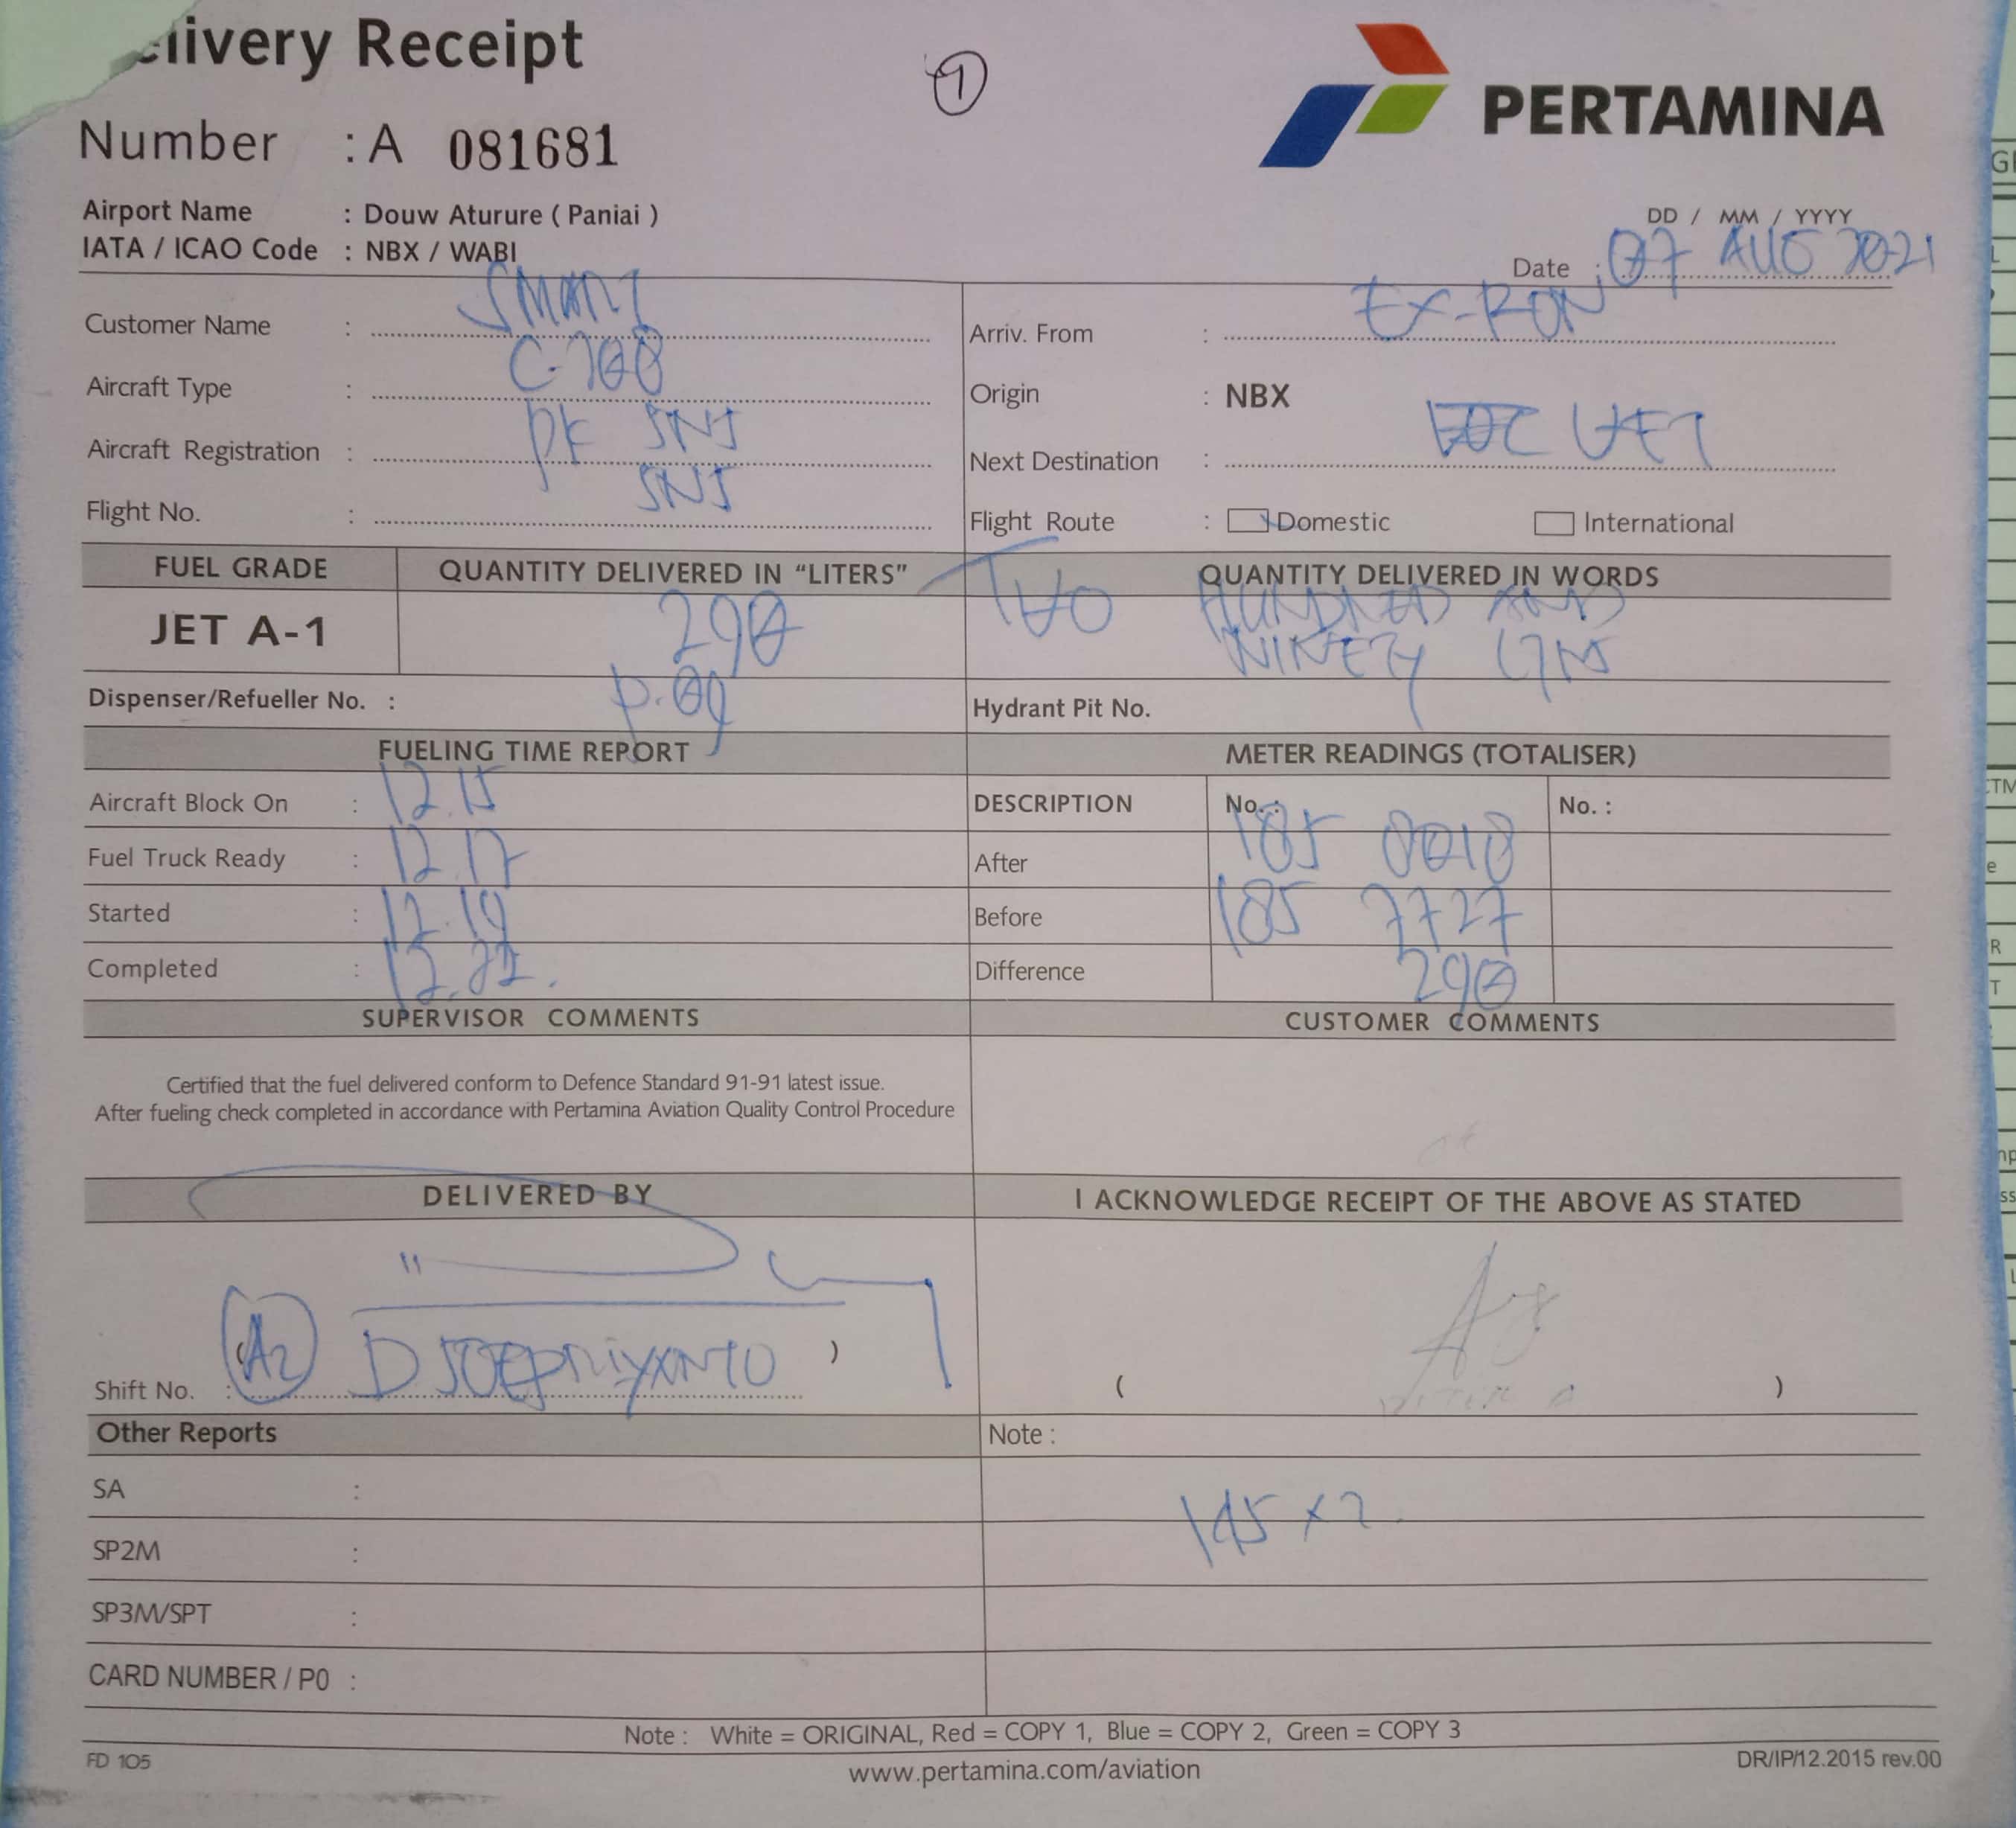 elivery Receipt
1
PERTAMINA
Number : A 081681
Airport Name : Douw Aturure ( Paniai )
IATA / ICAO Code : NBX / WABI
DD / MM / YYYY
Date : 07 AUG 2021
Customer Name : SMART
Arriv. From : EX-RON
Aircraft Type : C-208
Origin : NBX
Aircraft Registration : PK SNJ
Next Destination : UET
Flight No. : SNJ
Flight Route : Domestic International
FUEL GRADE QUANTITY DELIVERED IN “LITERS” QUANTITY DELIVERED IN WORDS
JET A-1 290 TWO HUNDRED AND
NINETY LTR
Dispenser/Refueller No. : P.09
Hydrant Pit No.
FUELING TIME REPORT METER READINGS (TOTALISER)
Aircraft Block On : 12.15 DESCRIPTION No. : No. :
Fuel Truck Ready : 12.17 After 185 8018
Started : 12.19 Before 185 7727
Completed : 12.22. Difference 290
SUPERVISOR COMMENTS CUSTOMER COMMENTS
Certified that the fuel delivered conform to Defence Standard 91-91 latest issue.
After fueling check completed in accordance with Pertamina Aviation Quality Control Procedure
DELIVERED BY I ACKNOWLEDGE RECEIPT OF THE ABOVE AS STATED
Shift No. : ( A2 D SOEPRIYANTO )
( )
Other Reports Note :
SA :
145 x 2
SP2M :
SP3M/SPT :
CARD NUMBER / P0 :
Note : White = ORIGINAL, Red = COPY 1, Blue = COPY 2, Green = COPY 3
FD 105 www.pertamina.com/aviation DR/IP/12.2015 rev.00